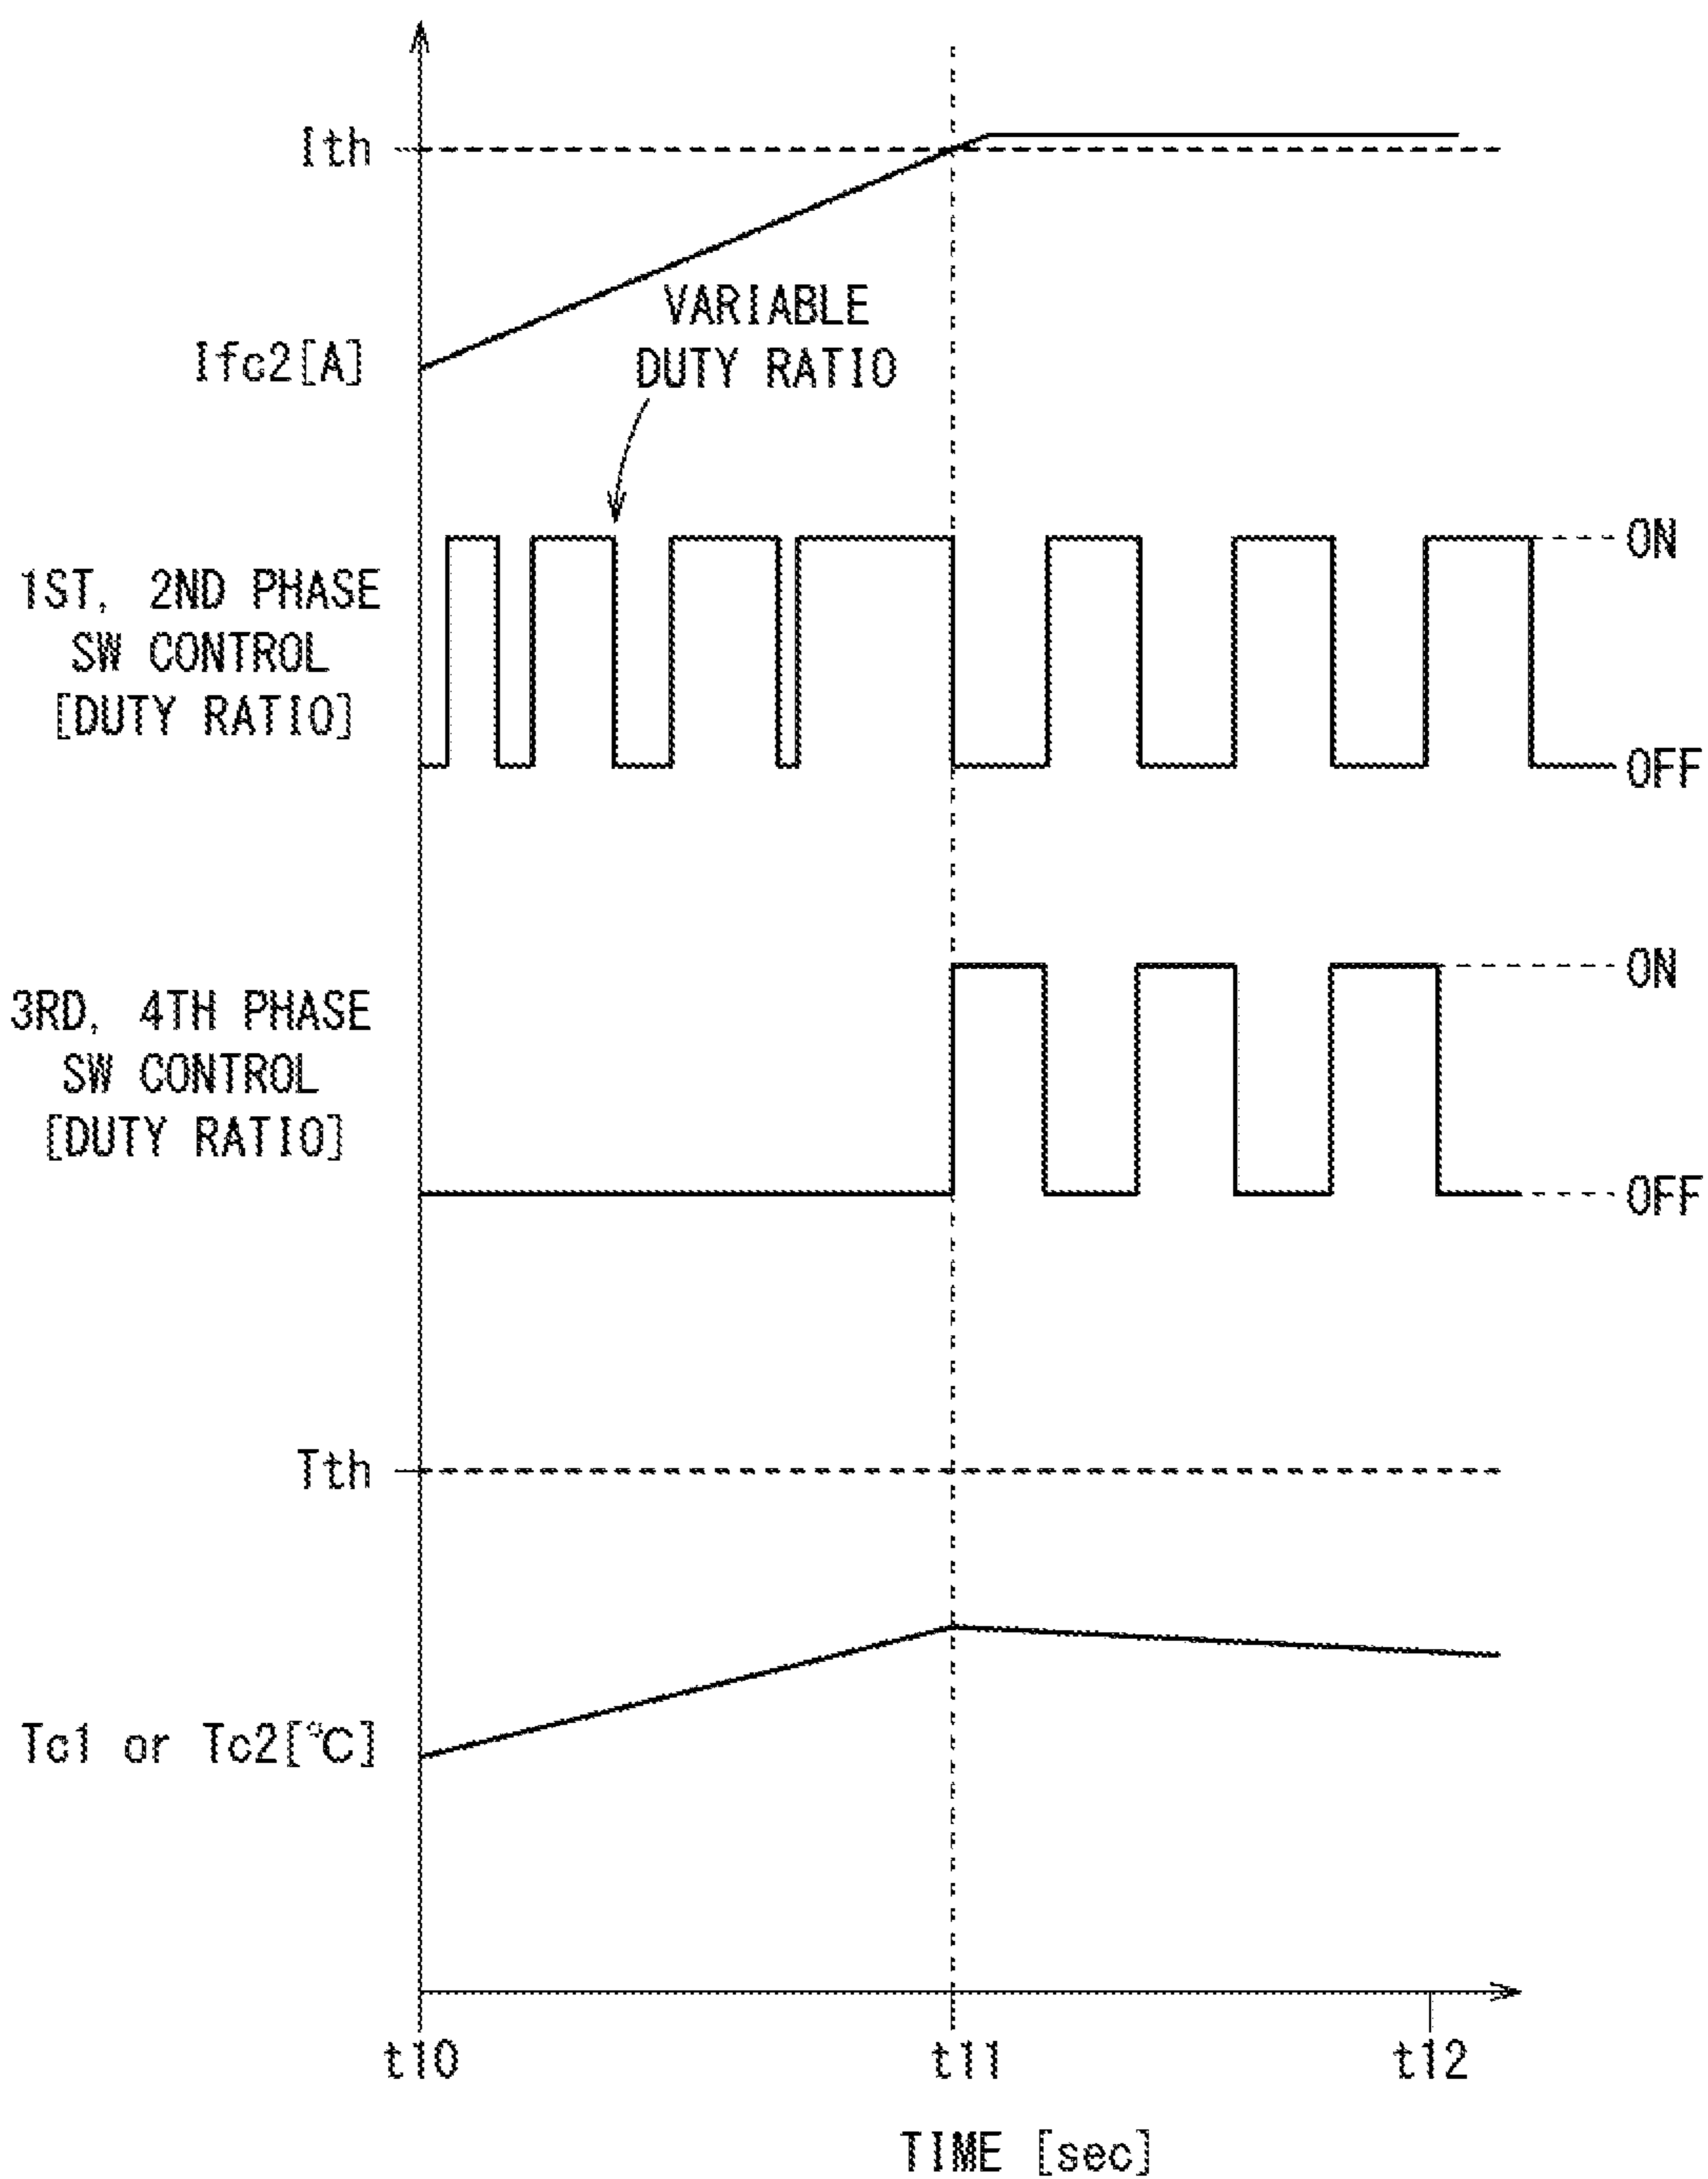 Ith
VARIABLE
DUTY RATIO
Ifc2[A]
ON
1ST, 2ND PHASE
SW CONTROL
[DUTY RATIO]
OFF
ON
3RD, 4TH PHASE
SW CONTROL
[DUTY RATIO]
OFF
Tth
Tc1 or Tc2[℃]
t10 t11 t12
TIME [sec]